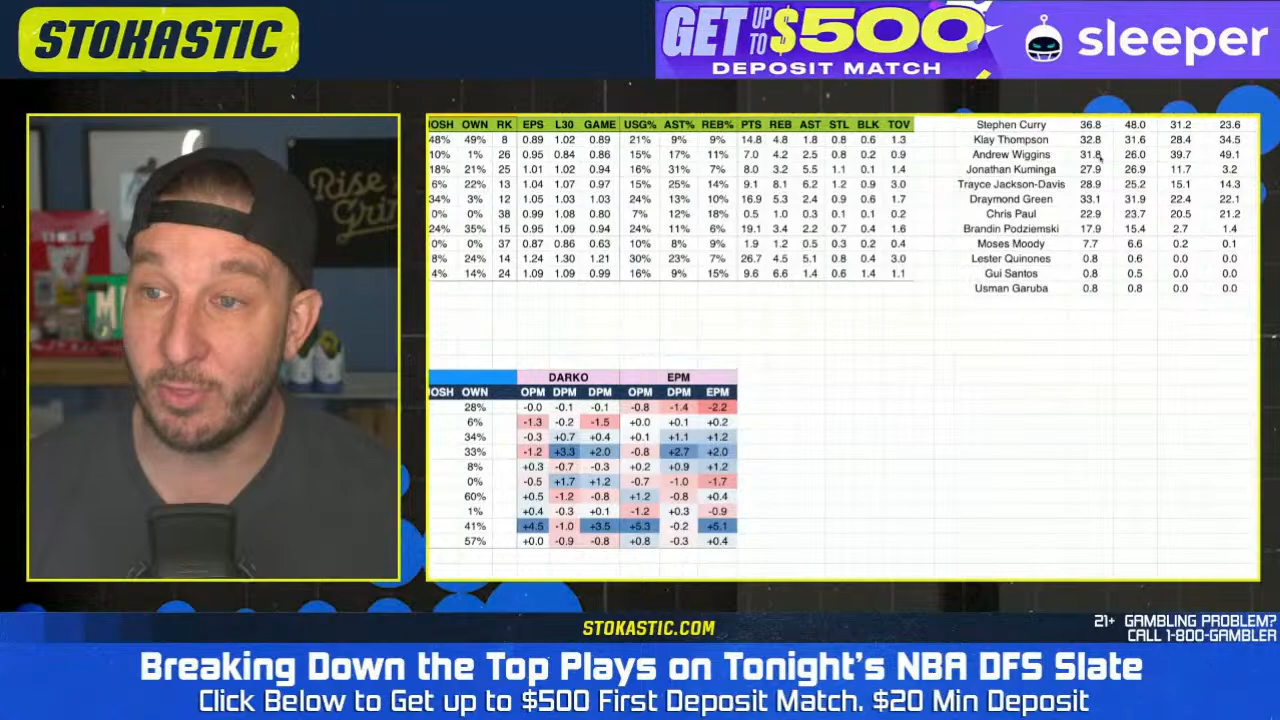 STOKASTIC
GET UP TO $500
DEPOSIT MATCH
sleeper
Rise
Grin
JOSH OWN RK EPS L30 GAME USG% AST% REB% PTS REB AST STL BLK TOV
48% 49% 8 0.89 1.02 0.89 21% 9% 9% 14.8 4.8 1.8 0.8 0.6 1.3
10% 1% 26 0.95 0.84 0.86 15% 17% 11% 7.0 4.2 2.5 0.8 0.2 0.9
18% 21% 25 1.01 1.02 0.94 16% 31% 7% 8.0 3.2 5.5 1.1 0.1 1.4
6% 22% 13 1.04 1.07 0.97 15% 25% 14% 9.1 8.1 6.2 1.2 0.9 3.0
34% 3% 12 1.05 1.03 1.03 24% 13% 10% 16.9 5.3 2.4 0.9 0.6 1.7
0% 0% 38 0.99 1.08 0.80 7% 12% 18% 0.5 1.0 0.3 0.1 0.1 0.2
24% 35% 15 0.95 1.09 0.94 24% 11% 6% 19.1 3.4 2.2 0.7 0.4 1.6
0% 0% 37 0.87 0.86 0.63 10% 8% 9% 1.9 1.2 0.5 0.3 0.2 0.4
8% 24% 14 1.24 1.30 1.21 30% 23% 7% 26.7 4.5 5.1 0.8 0.4 3.0
4% 14% 24 1.09 1.09 0.99 16% 9% 15% 9.6 6.6 1.4 0.6 1.4 1.1
Stephen Curry 36.8 48.0 31.2 23.6
Klay Thompson 32.8 31.6 28.4 34.5
Andrew Wiggins 31.8 26.0 39.7 49.1
Jonathan Kuminga 27.9 26.9 11.7 3.2
Trayce Jackson-Davis 28.9 25.2 15.1 14.3
Draymond Green 33.1 31.9 22.4 22.1
Chris Paul 22.9 23.7 20.5 21.2
Brandin Podziemski 17.9 15.4 2.7 1.4
Moses Moody 7.7 6.6 0.2 0.1
Lester Quinones 0.8 0.6 0.0 0.0
Gui Santos 0.8 0.5 0.0 0.0
Usman Garuba 0.8 0.8 0.0 0.0
DARKO EPM
JOSH OWN OPM DPM DPM OPM DPM EPM
28% -0.0 -0.1 -0.1 -0.8 -1.4 -2.2
6% -1.3 -0.2 -1.5 +0.0 +0.1 +0.2
34% -0.3 +0.7 +0.4 +0.1 +1.1 +1.2
33% -1.2 +3.3 +2.0 -0.8 +2.7 +2.0
8% +0.3 -0.7 -0.3 +0.2 +0.9 +1.2
0% -0.5 +1.7 +1.2 -0.7 -1.0 -1.7
60% +0.5 -1.2 -0.8 +1.2 -0.8 +0.4
1% +0.4 -0.3 +0.1 -1.2 +0.3 -0.9
41% +4.5 -1.0 +3.5 +5.3 -0.2 +5.1
57% +0.0 -0.9 -0.8 +0.8 -0.3 +0.4
STOKASTIC.COM
21+ GAMBLING PROBLEM?
CALL 1-800-GAMBLER
Breaking Down the Top Plays on Tonight's NBA DFS Slate
Click Below to Get up to $500 First Deposit Match. $20 Min Deposit